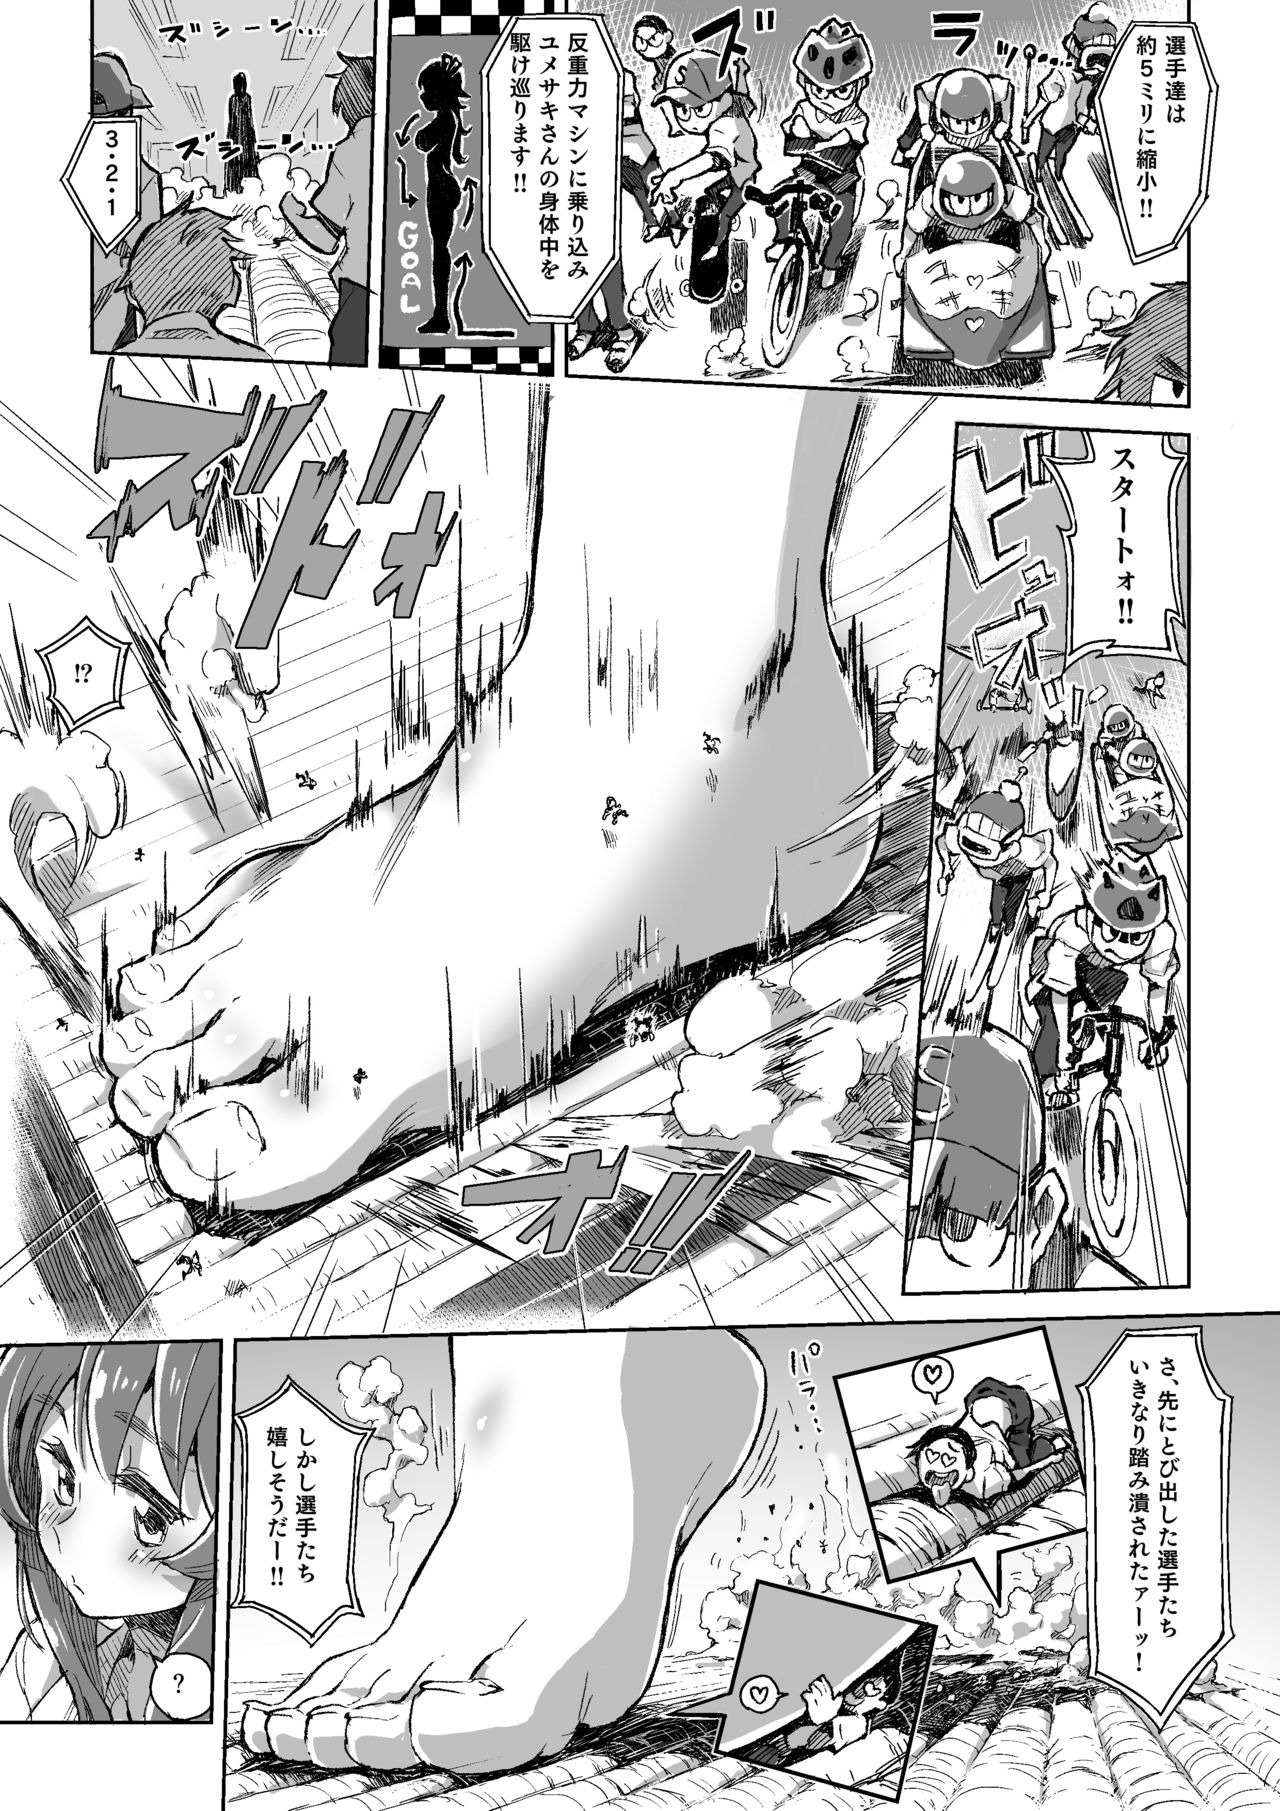 選手達は
約5ミリに縮小!!
ズラ……
反重力マシンに乗り込み
ユメサキさんの身体中を
駆け巡ります!!
GOAL
ズシーン…
ズシーン…
3・2・1
スタートォ!!
ビュオッ
ズドォオ!!
!?
さ、先にとび出した選手たち
いきなり踏み潰されたァーッ!
♡
パラ…
♡
しかし選手たち
嬉しそうだー!!
?